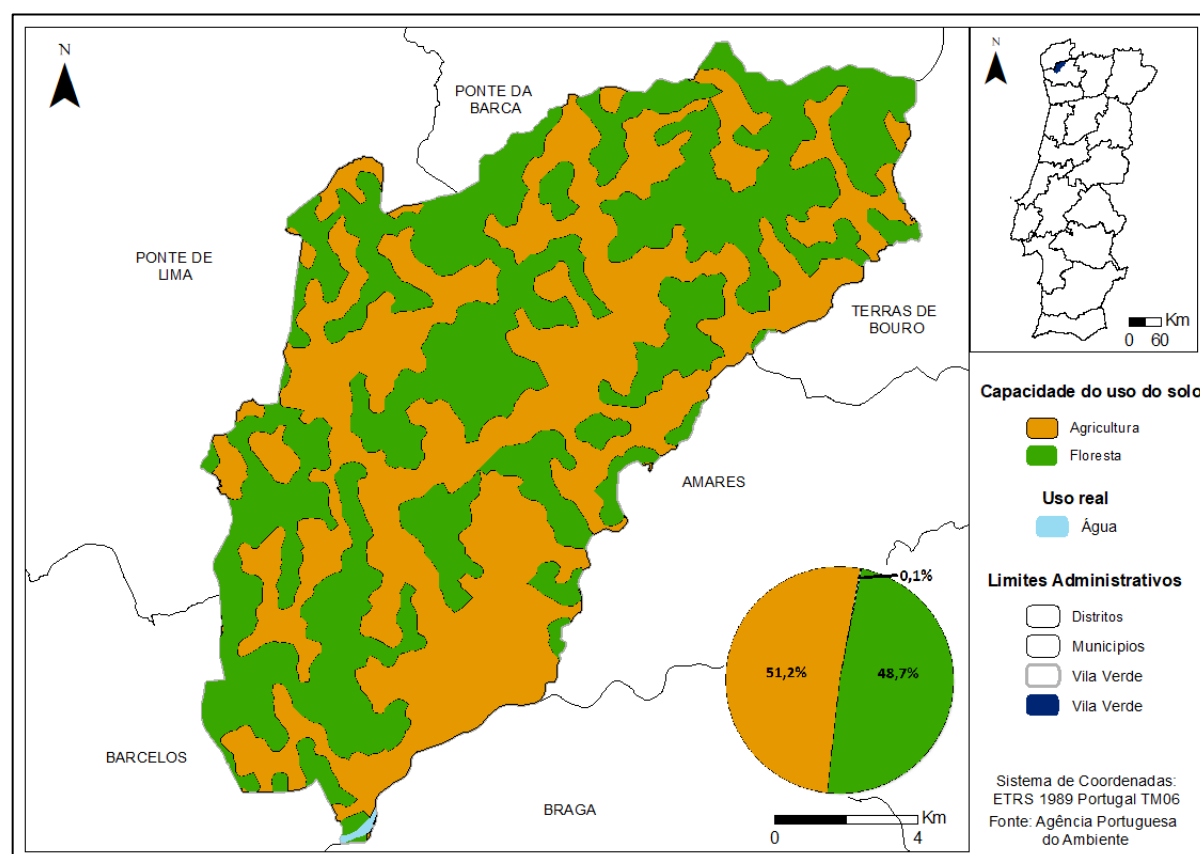 N
PONTE DA
BARCA
PONTE DE
LIMA
TERRAS DE
BOURO
AMARES
BARCELOS
BRAGA
51,2%
48,7%
0,1%
Km
0 4
N
Km
0 60
Capacidade do uso do solo
Agricultura
Floresta
Uso real
Água
Limites Administrativos
Distritos
Municipios
Vila Verde
Vila Verde
Sistema de Coordenadas:
ETRS 1989 Portugal TM06
Fonte: Agência Portuguesa
do Ambiente